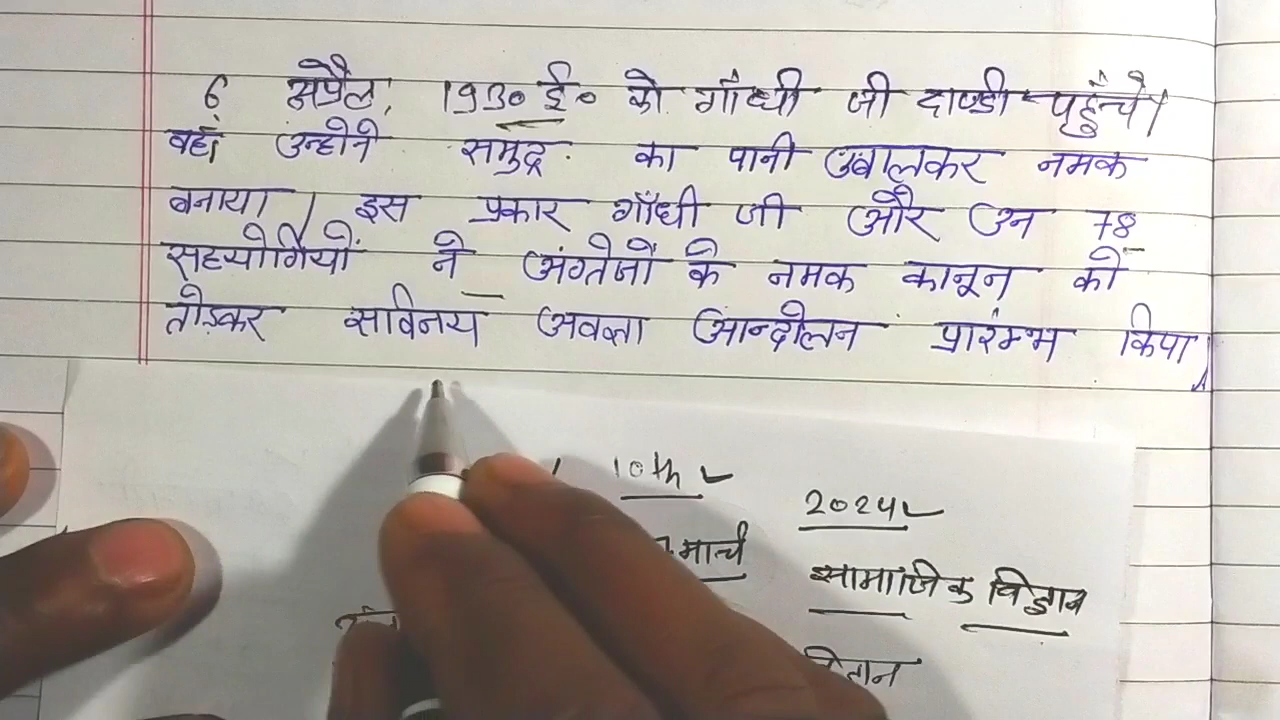 6 अप्रैल, 1930 ई० को गाँधी जी दाण्डी पहुँचे।
वहाँ उन्होने समुद्र का पानी उबालकर नमक
बनाया। इस प्रकार गाँधी जी और उन 78
सहयोगियों ने अंग्रेजों के नमक कानून को
तोड़कर सविनय अवज्ञा आन्दोलन प्रारंम्भ किया।
10th
2024
मार्च
सामाजिक विज्ञान